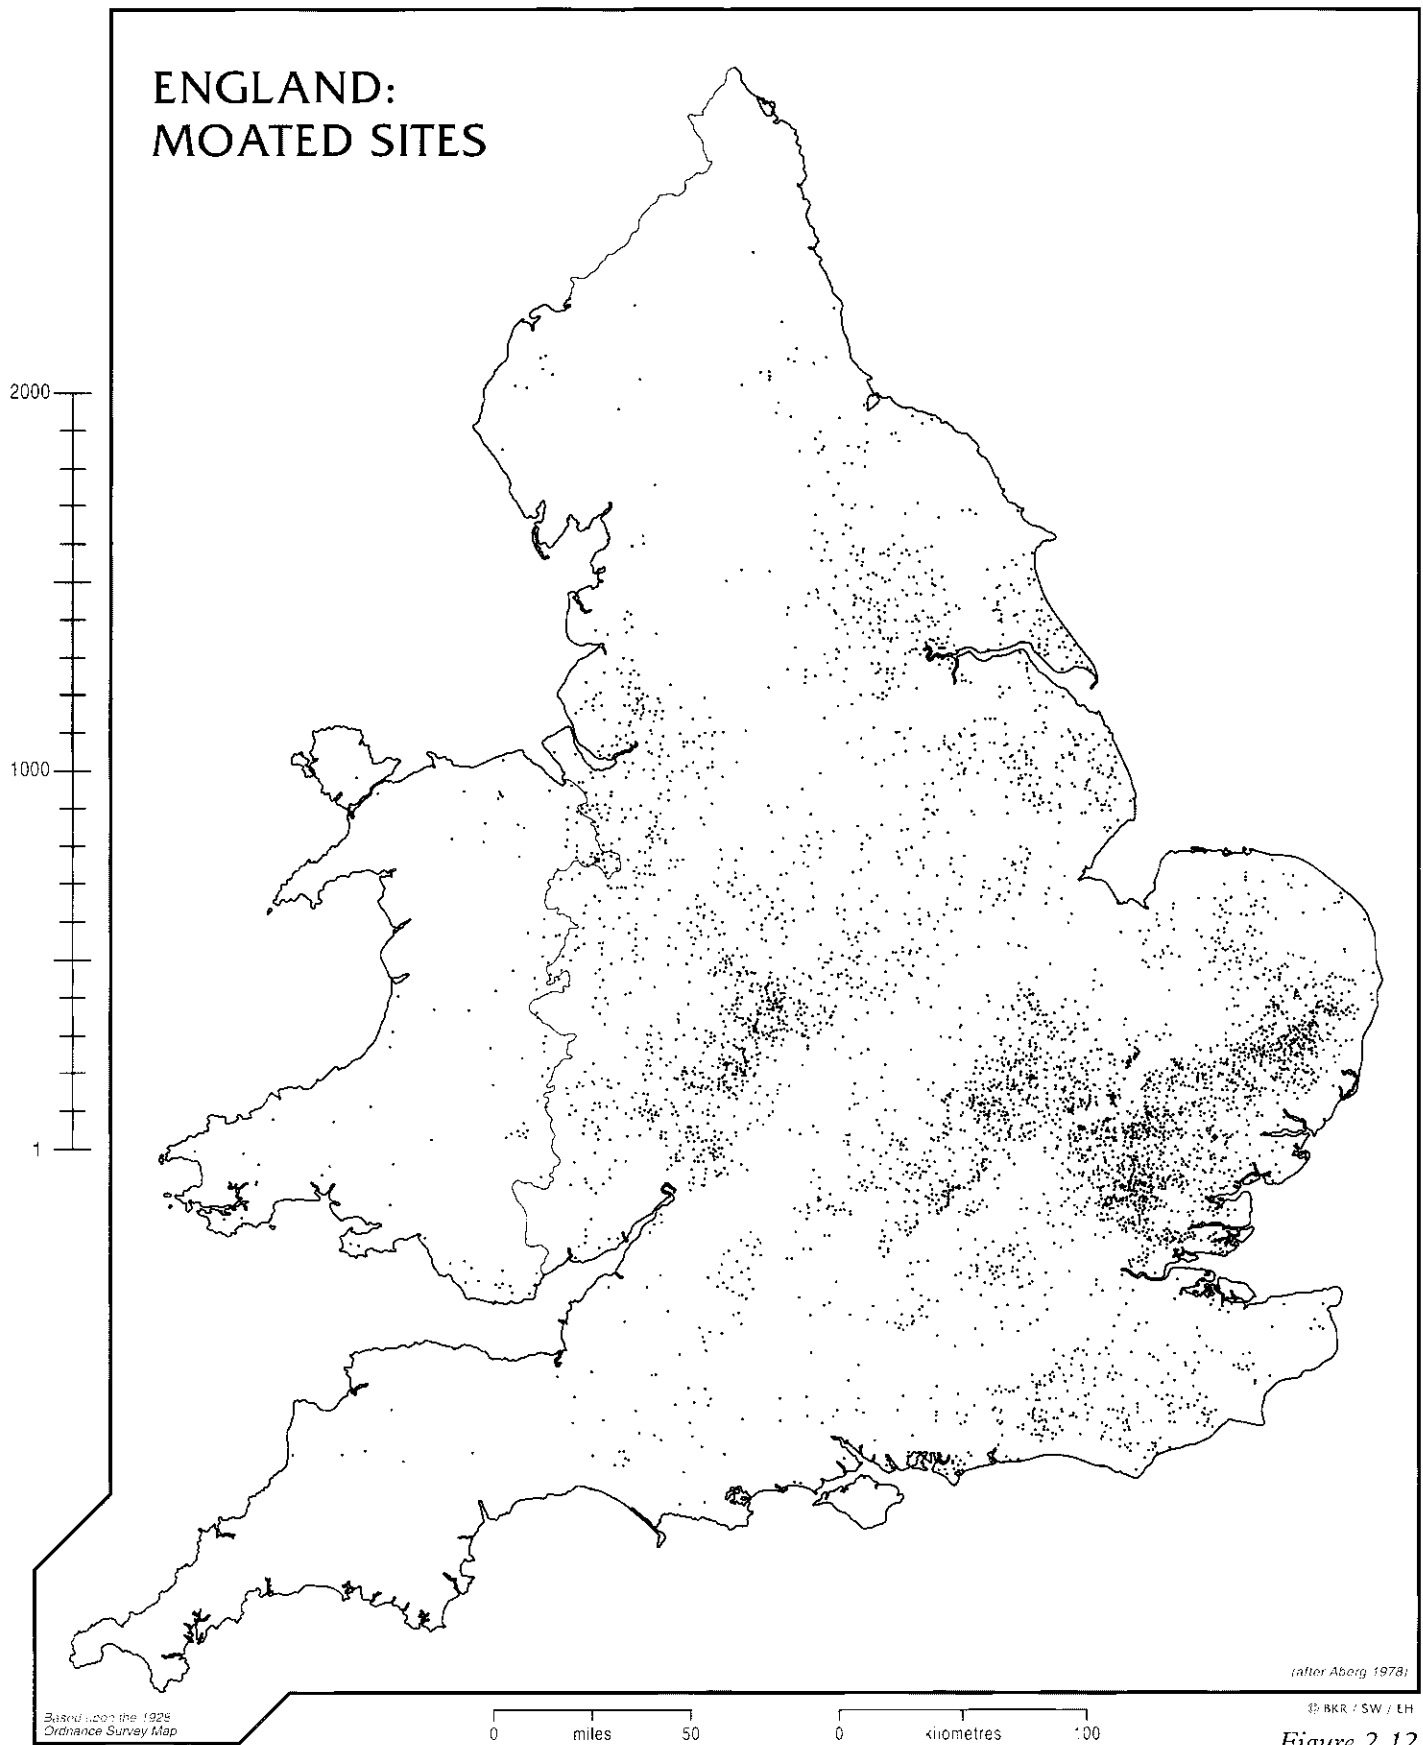 ENGLAND:
MOATED SITES
2000
1000
1
(after Aberg 1978)
Based upon the 1928
Ordnance Survey Map
0 miles 50
0 kilometres 100
© BKR / SW / EH
Figure 2.12